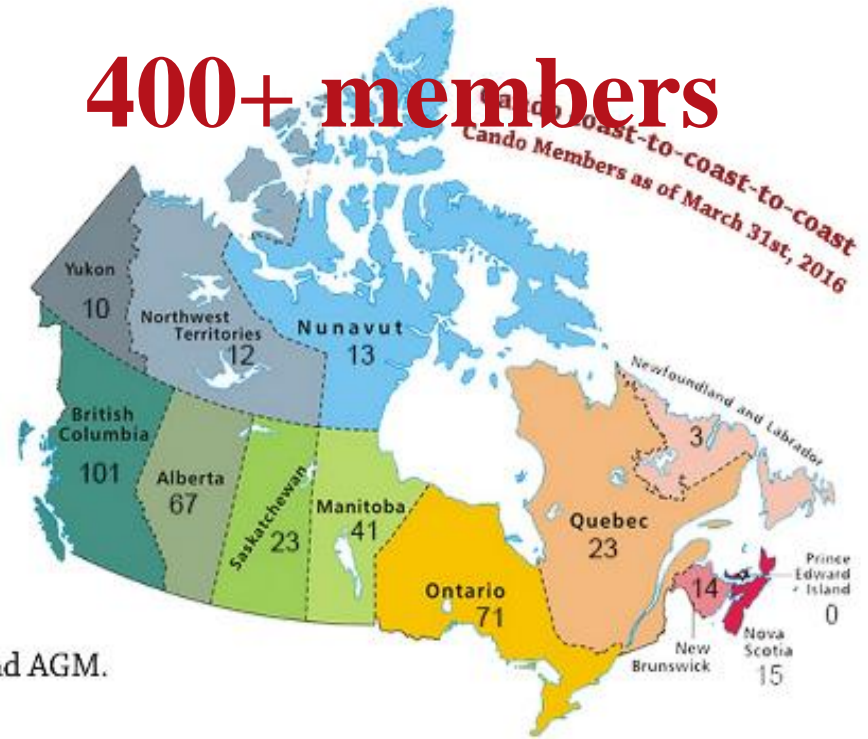 400+ members
Cando coast-to-coast-to-coast
Cando Members as of March 31st, 2016
Yukon
10
Northwest
Territories
12
Nunavut
13
British
Columbia
101
Alberta
67
Saskatchewan
23
Manitoba
41
Ontario
71
Quebec
23
Newfoundland and Labrador
3
Prince
Edward
Island
0
14
New
Brunswick
Nova
Scotia
15
AGM.